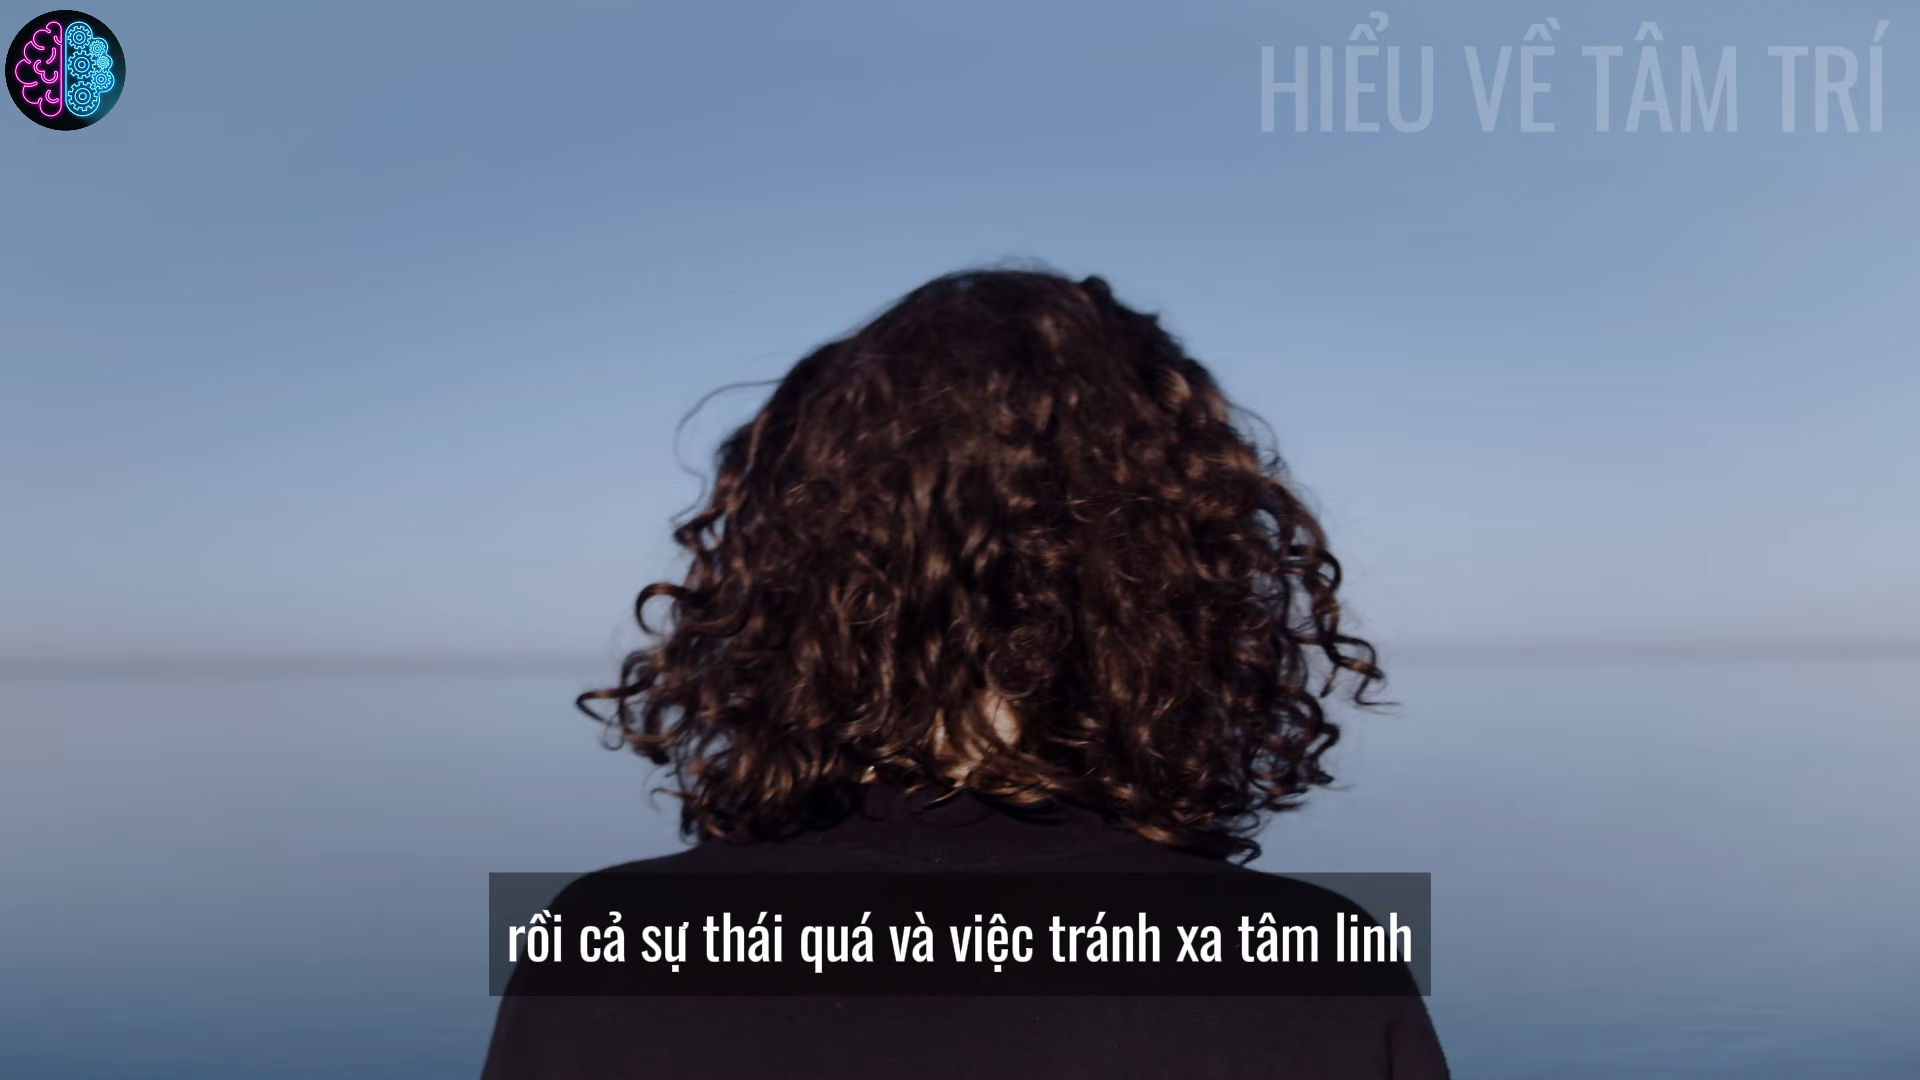 HIỂU VỀ TÂM TRÍ
rồi cả sự thái quá và việc tránh xa tâm linh